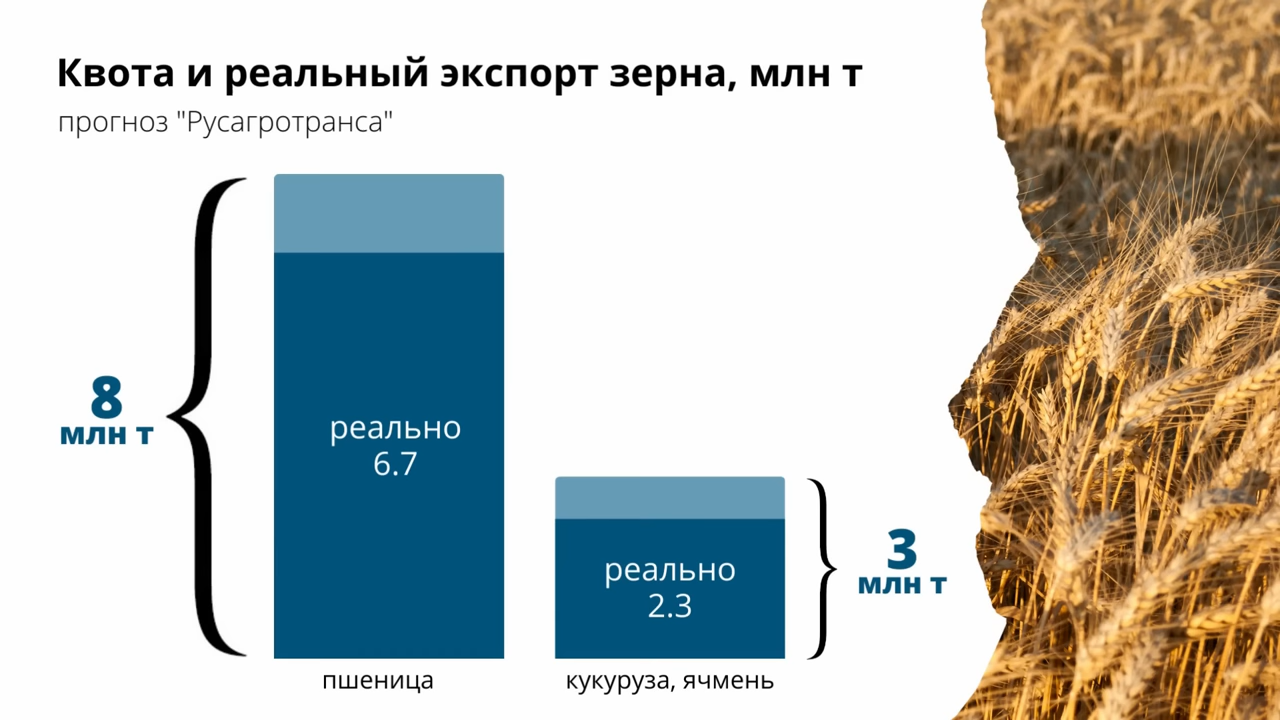 Квота и реальный экспорт зерна, млн т
прогноз "Русагротранса"
8
млн т
реально
6.7
реально
2.3
3
млн т
пшеница
кукуруза, ячмень